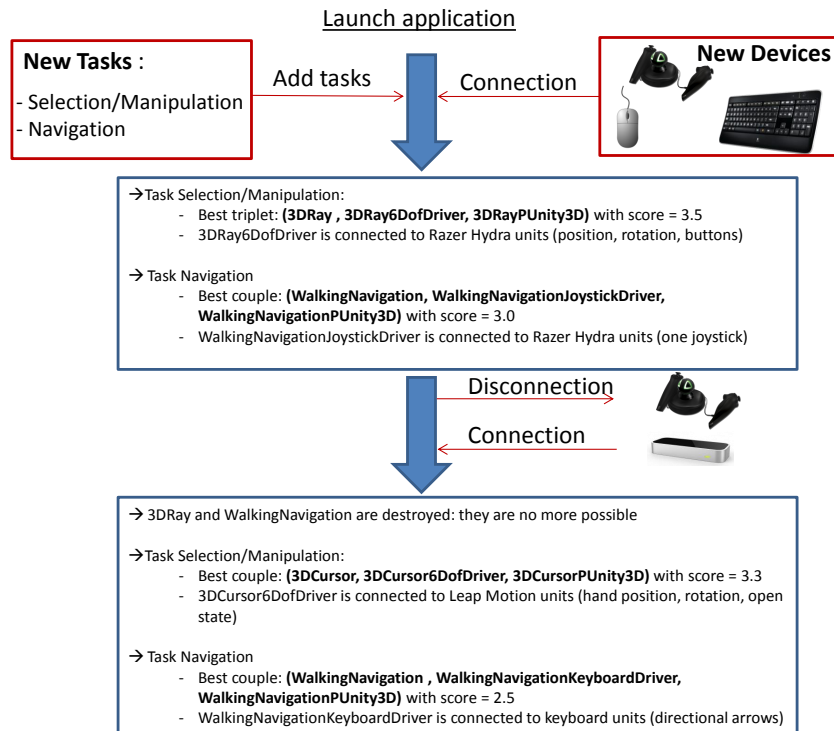 Launch application
New Tasks :
- Selection/Manipulation
- Navigation
Add tasks
Connection
New Devices
→Task Selection/Manipulation:
- Best triplet: (3DRay , 3DRay6DofDriver, 3DRayPUnity3D) with score = 3.5
- 3DRay6DofDriver is connected to Razer Hydra units (position, rotation, buttons)
→ Task Navigation
- Best couple: (WalkingNavigation, WalkingNavigationJoystickDriver,
WalkingNavigationPUnity3D) with score = 3.0
- WalkingNavigationJoystickDriver is connected to Razer Hydra units (one joystick)
Disconnection
Connection
→ 3DRay and WalkingNavigation are destroyed: they are no more possible
→Task Selection/Manipulation:
- Best couple: (3DCursor, 3DCursor6DofDriver, 3DCursorPUnity3D) with score = 3.3
- 3DCursor6DofDriver is connected to Leap Motion units (hand position, rotation, open
state)
→ Task Navigation
- Best couple: (WalkingNavigation , WalkingNavigationKeyboardDriver,
WalkingNavigationPUnity3D) with score = 2.5
- WalkingNavigationKeyboardDriver is connected to keyboard units (directional arrows)